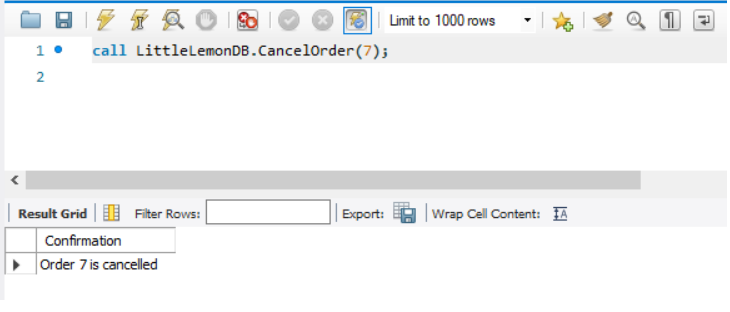 Limit to 1000 rows
1 call LittleLemonDB.CancelOrder(7);
2
Result Grid Filter Rows: Export: Wrap Cell Content:
Confirmation
Order 7 is cancelled